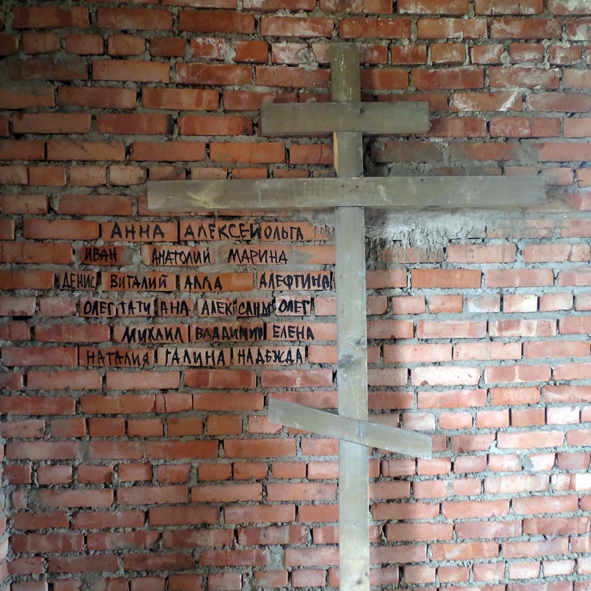 АННА АЛЕКСЕЙ ОЛЬГА
ИВАН АНАТОЛИЙ МАРИНА
ДЕНИС ВИТАЛИЙ АЛЛА АЛЕФТИНА
ОЛЕГ ТАТИАНА АЛЕКСАНДР ОЛЕГ
МИХАИЛ ВЛАДИМИР ЕЛЕНА
НАТАЛИЯ ГАЛИНА НАДЕЖДА